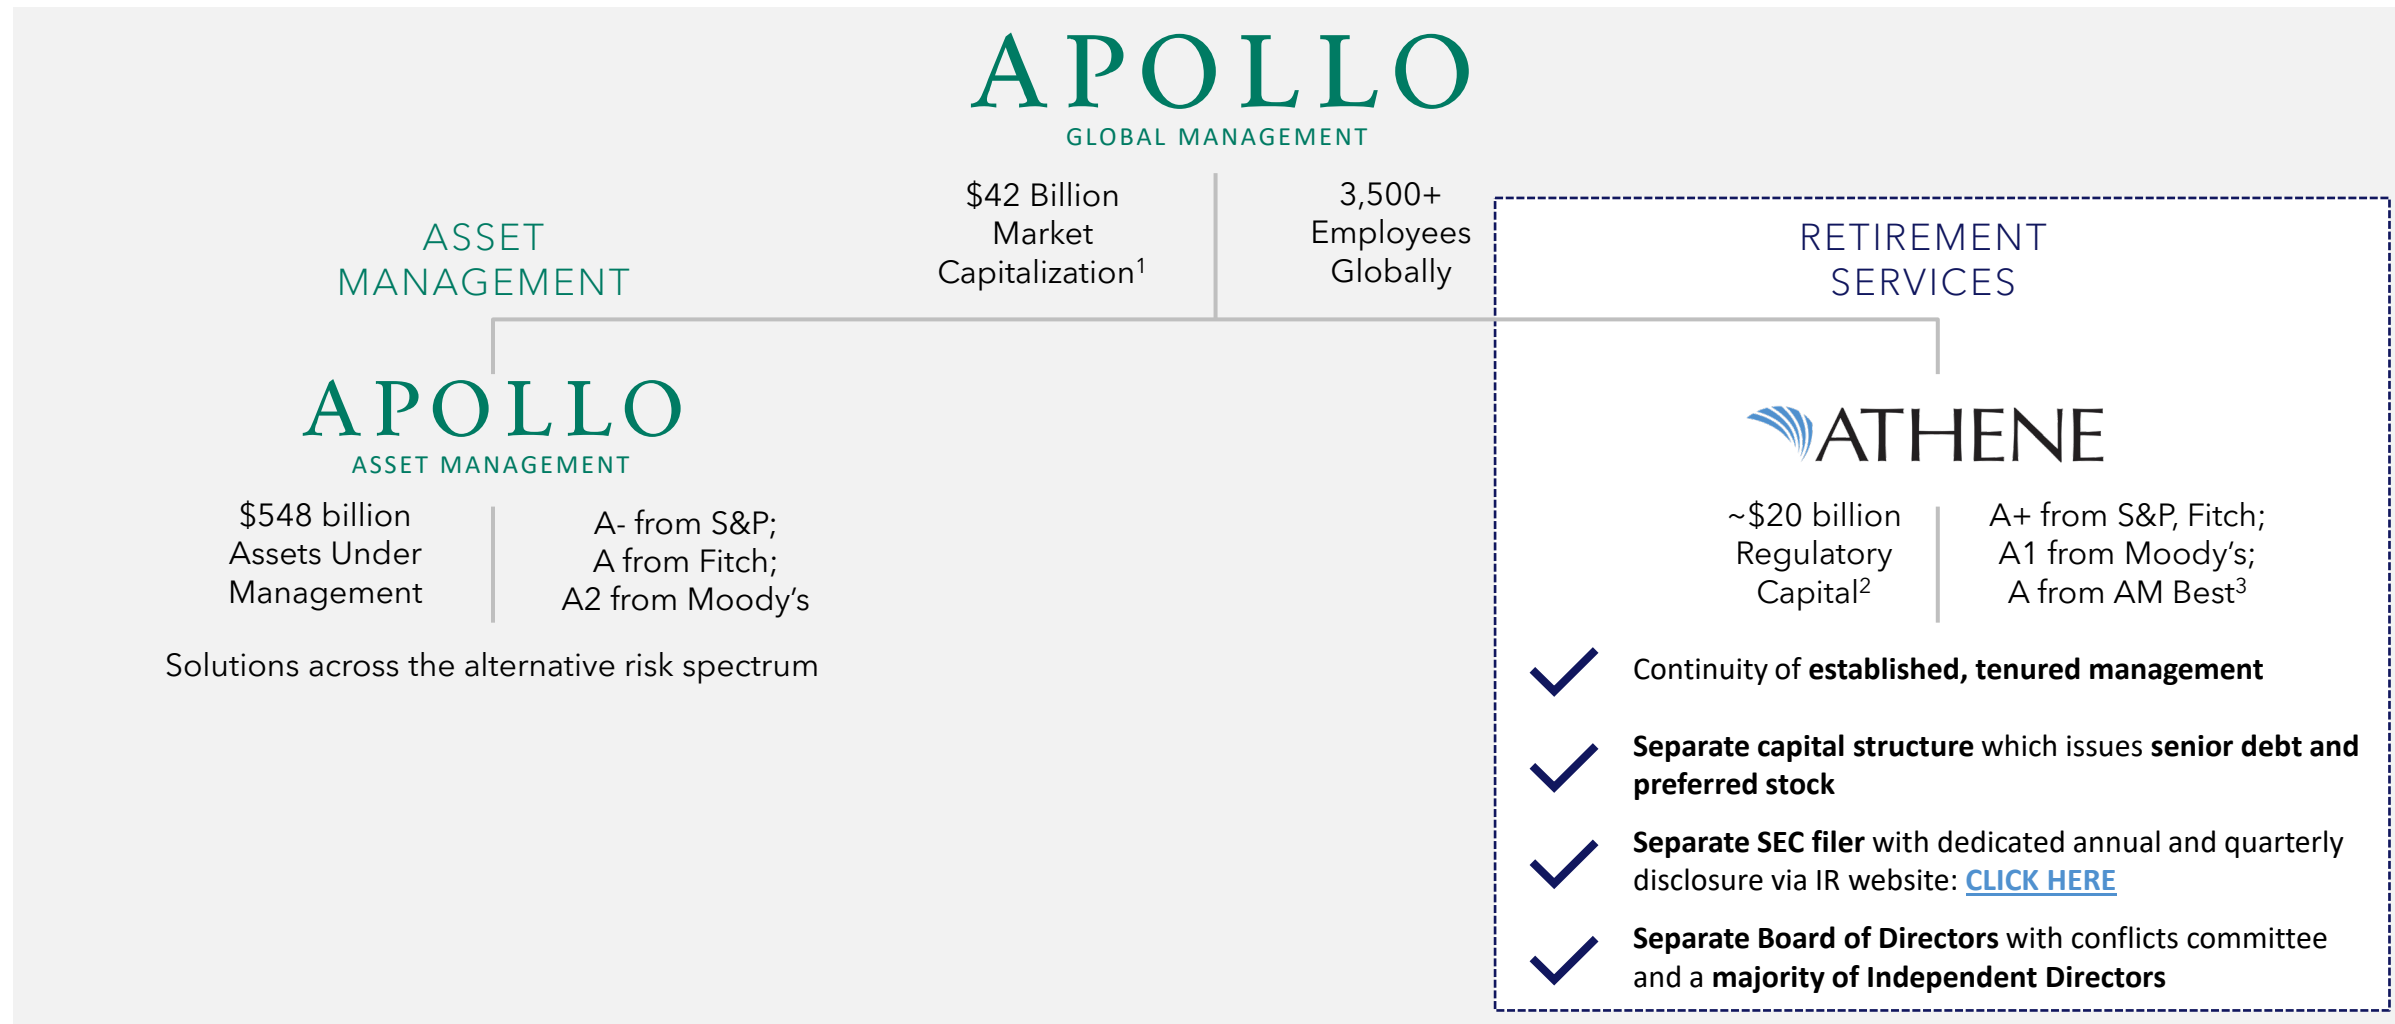 APOLLO
GLOBAL MANAGEMENT
$42 Billion
Market
Capitalization1
3,500+
Employees
Globally
ASSET
MANAGEMENT
APOLLO
ASSET MANAGEMENT
$548 billion
Assets Under
Management
A- from S&P;
A from Fitch;
A2 from Moody’s
Solutions across the alternative risk spectrum
RETIREMENT
SERVICES
ATHENE
~$20 billion
Regulatory
Capital2
A+ from S&P, Fitch;
A1 from Moody’s;
A from AM Best3
Continuity of established, tenured management
Separate capital structure which issues senior debt and
preferred stock
Separate SEC filer with dedicated annual and quarterly
disclosure via IR website: CLICK HERE
Separate Board of Directors with conflicts committee
and a majority of Independent Directors